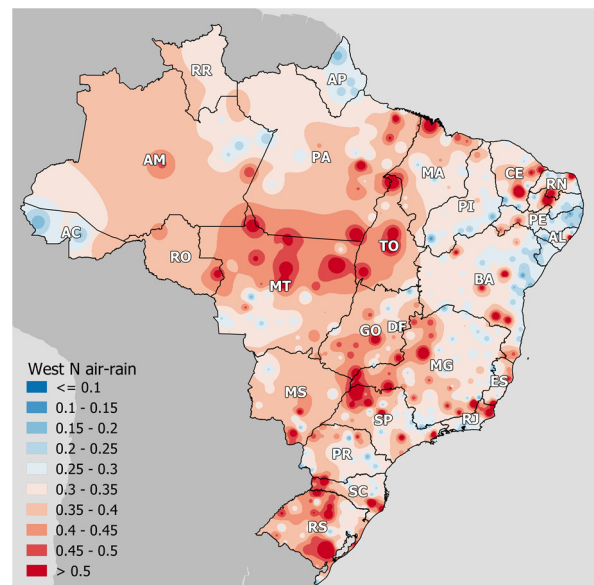 RR
AP
AM
PA
MA
CE
RN
PI
PE
AC
AL
RO
TO
BA
MT
GO
DF
MG
MS
ES
SP
RJ
PR
SC
RS
West N air-rain
<= 0.1
0.1 - 0.15
0.15 - 0.2
0.2 - 0.25
0.25 - 0.3
0.3 - 0.35
0.35 - 0.4
0.4 - 0.45
0.45 - 0.5
> 0.5